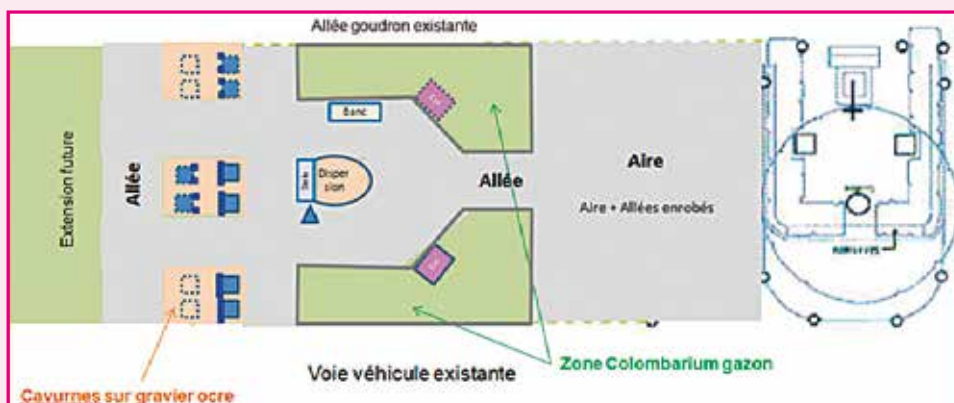 Allée goudron existante
Extension future
Allée
Banc
Disper
sion
Allée
Aire
Aire + Allées enrobés
Voie véhicule existante
Zone Colombarium gazon
Cavurnes sur gravier ocre